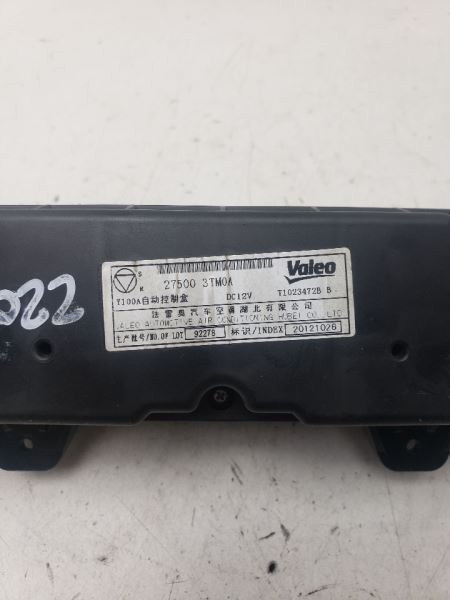 S
K
27500 3TM0A
Valeo
T100A自动控制盒 DC12V T1023472B B
法雷奥汽车空调湖北有限公司
VALEO AUTOMOTIVE AIR CONDITIONING HUBEI CO., LTD
生产批号/NO.OF LOT 92278 标识/INDEX 20121026
022